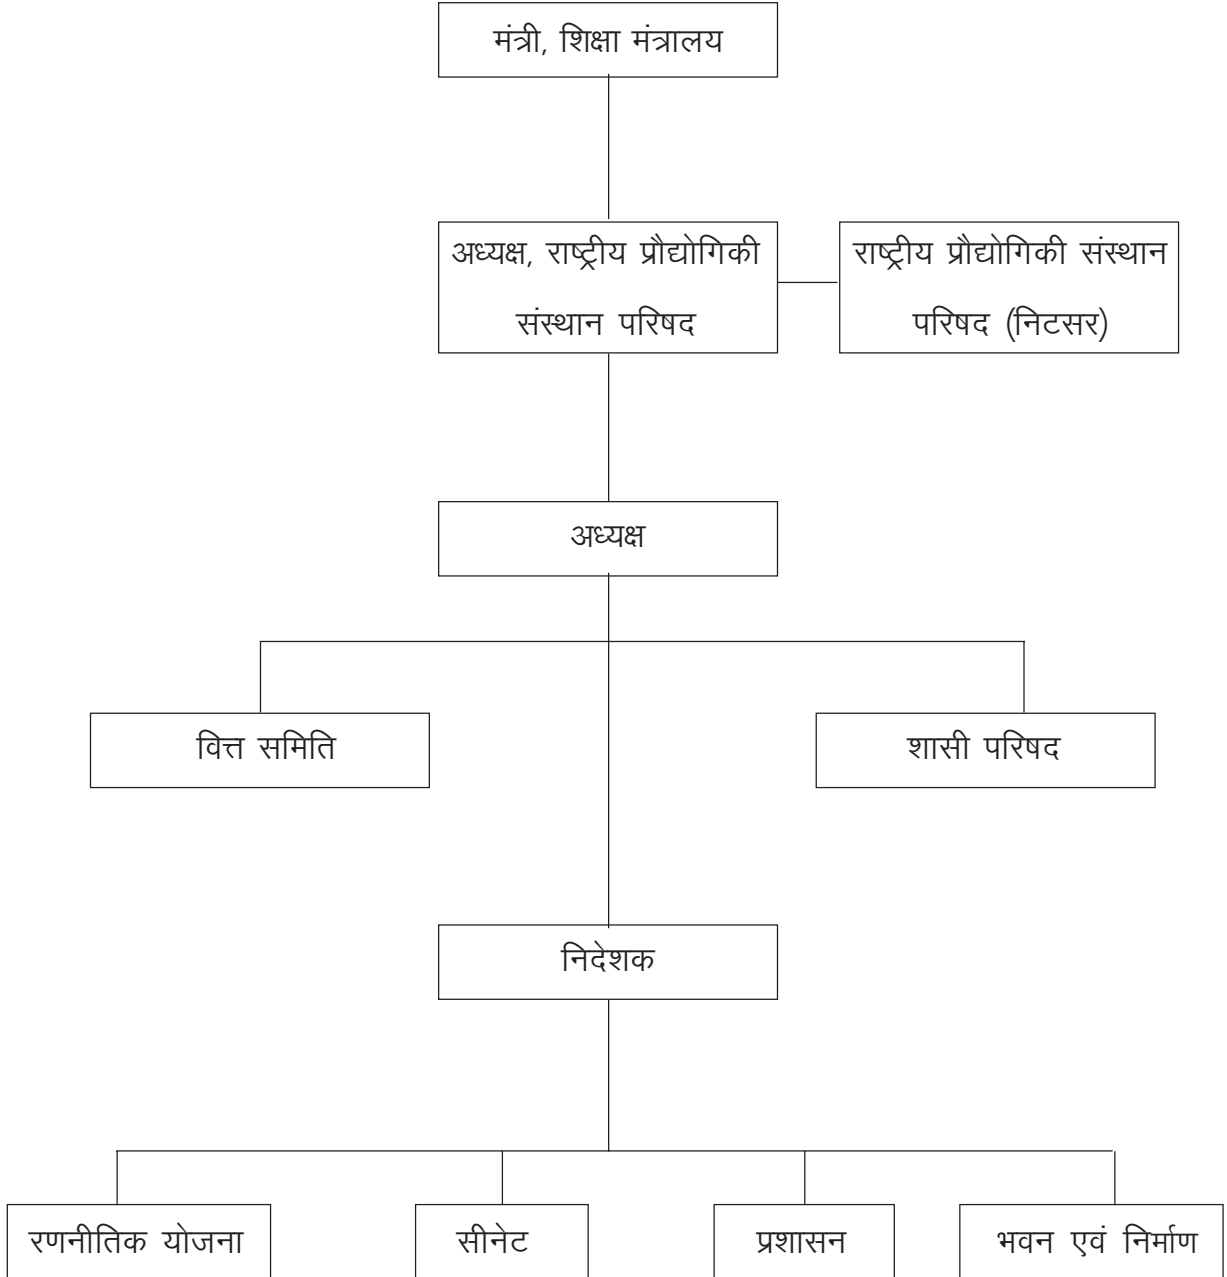 मंत्री, शिक्षा मंत्रालय
अध्यक्ष, राष्ट्रीय प्रौद्योगिकी
संस्थान परिषद
राष्ट्रीय प्रौद्योगिकी संस्थान
परिषद (निटसर)
अध्यक्ष
वित्त समिति
शासी परिषद
निदेशक
रणनीतिक योजना
सीनेट
प्रशासन
भवन एवं निर्माण